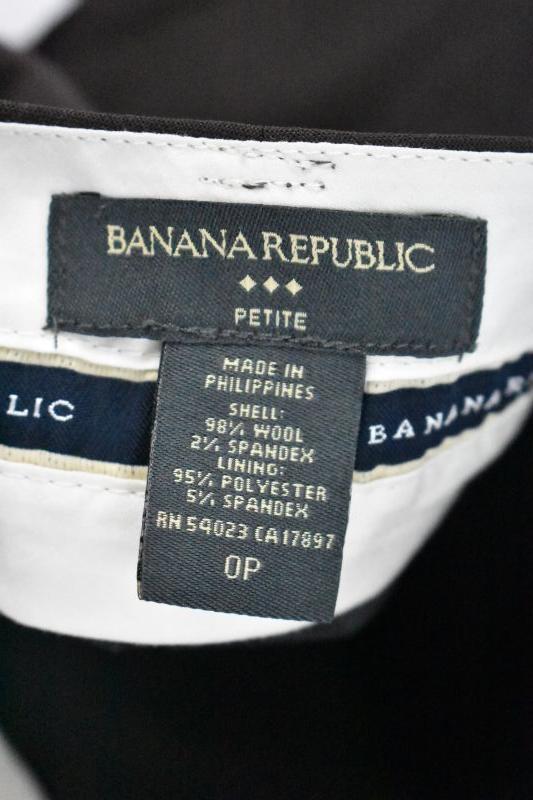 BANANA REPUBLIC
PETITE
MADE IN
PHILIPPINES
SHELL:
98% WOOL
2% SPANDEX
LINING:
95% POLYESTER
5% SPANDEX
RN 54023 CA17897
0P
LIC
BANANA R